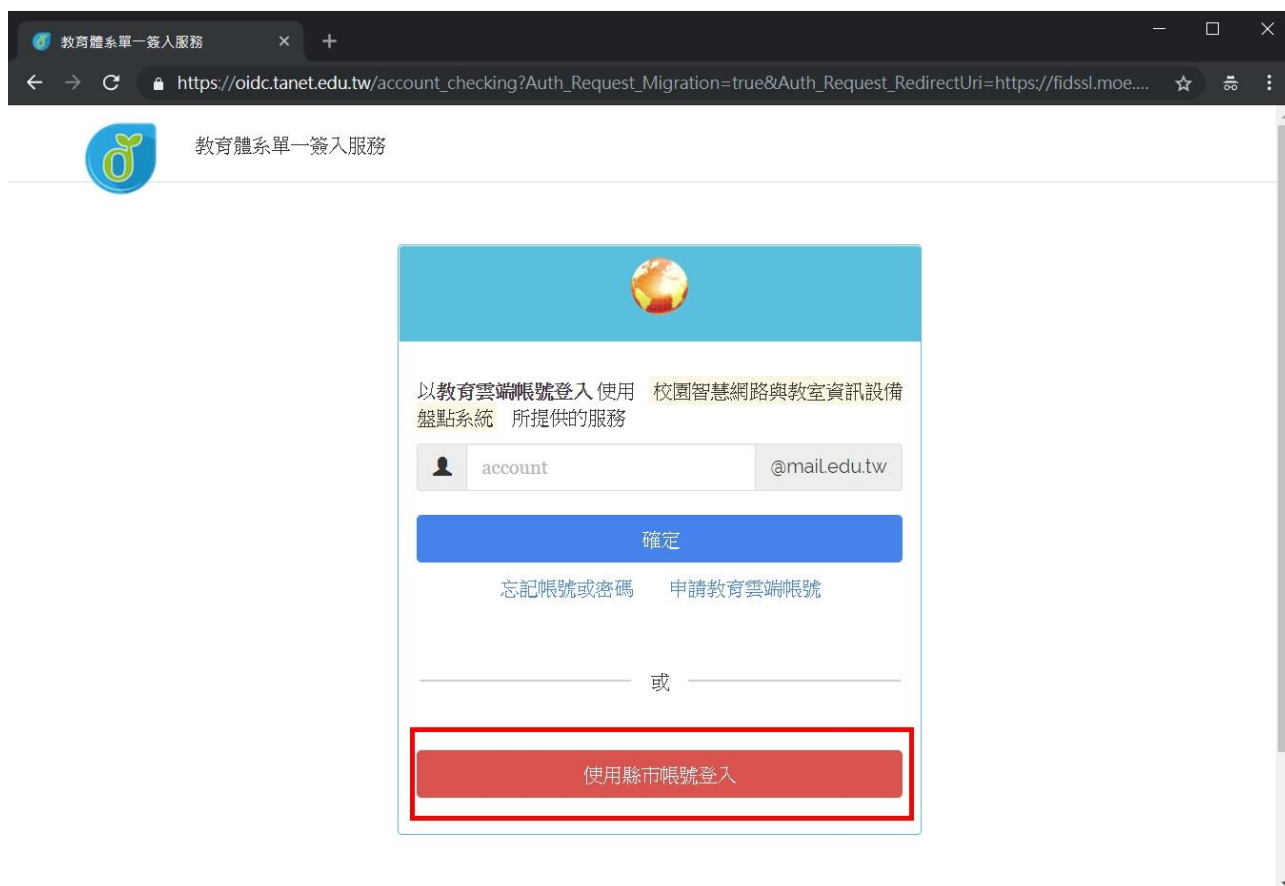 教育體系單一簽入服務
https://oidc.tanet.edu.tw/account_checking?Auth_Request_Migration=true&Auth_Request_RedirectUri=https://fidssl.moe....
教育體系單一簽入服務
以教育雲端帳號登入 使用 校園智慧網路與教室資訊設備
盤點系統 所提供的服務
account @mail.edu.tw
確定
忘記帳號或密碼 申請教育雲端帳號
或
使用縣市帳號登入